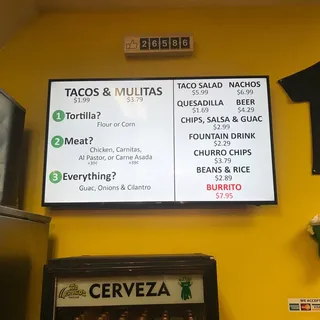 26586
TACOS & MULITAS
$1.99 $3.79
1 Tortilla?
Flour or Corn
2 Meat?
Chicken, Carnitas,
Al Pastor, or Carne Asada
3 Everything?
Guac, Onions & Cilantro
TACO SALAD NACHOS
$5.99 $6.99
QUESADILLA BEER
$4.29
CHIPS, SALSA & GUAC
$2.99
FOUNTAIN DRINK
$2.29
CHURRO CHIPS
$3.79
BEANS & RICE
$2.89
BURRITO
$7.95
CERVEZA
WE ACCEPT